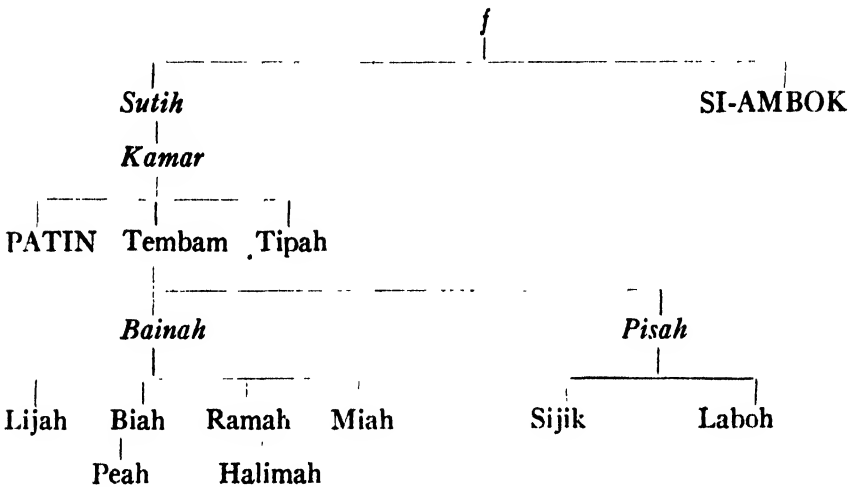 f
Sutih SI-AMBOK
Kamar
PATIN Tembam Tipah
Bainah Pisah
Lijah Biah Ramah Miah Sijik Laboh
Peah Halimah